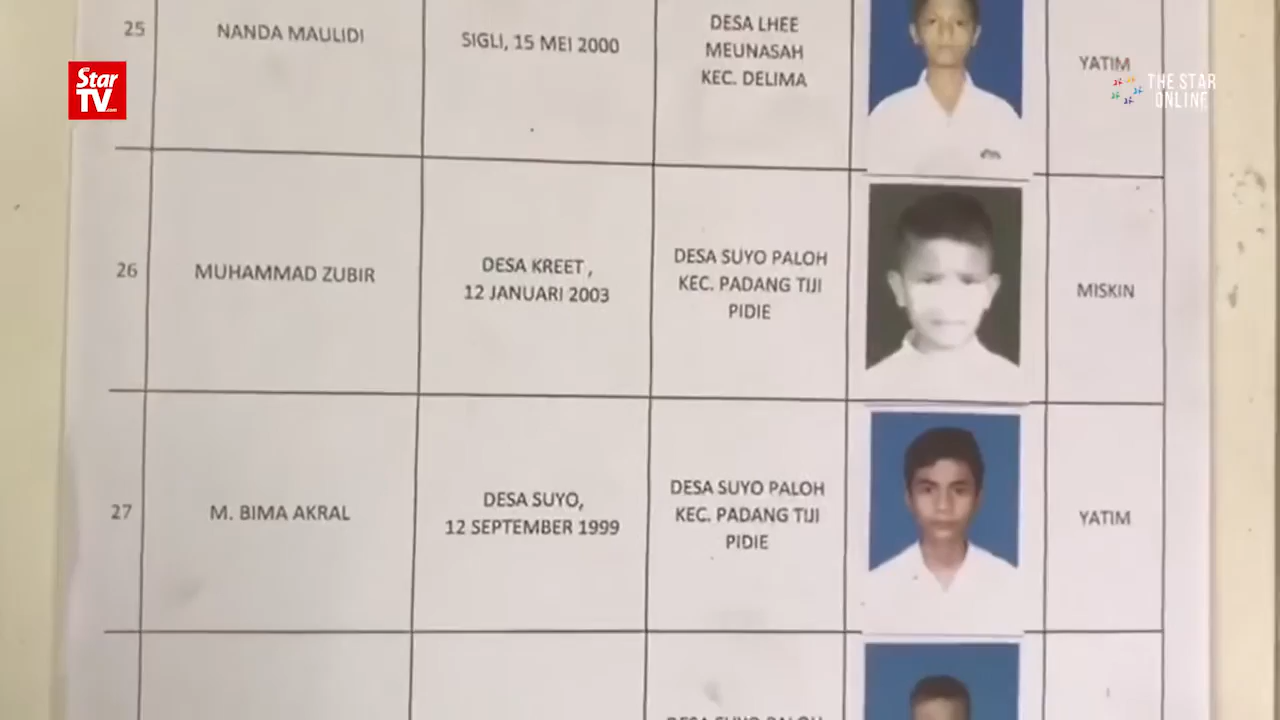 Star
TV.com
THE STAR
ONLINE
25
NANDA MAULIDI
SIGLI, 15 MEI 2000
DESA LHEE
MEUNASAH
KEC. DELIMA
YATIM
26
MUHAMMAD ZUBIR
DESA KREET ,
12 JANUARI 2003
DESA SUYO PALOH
KEC. PADANG TIJI
PIDIE
MISKIN
27
M. BIMA AKRAL
DESA SUYO,
12 SEPTEMBER 1999
DESA SUYO PALOH
KEC. PADANG TIJI
PIDIE
YATIM